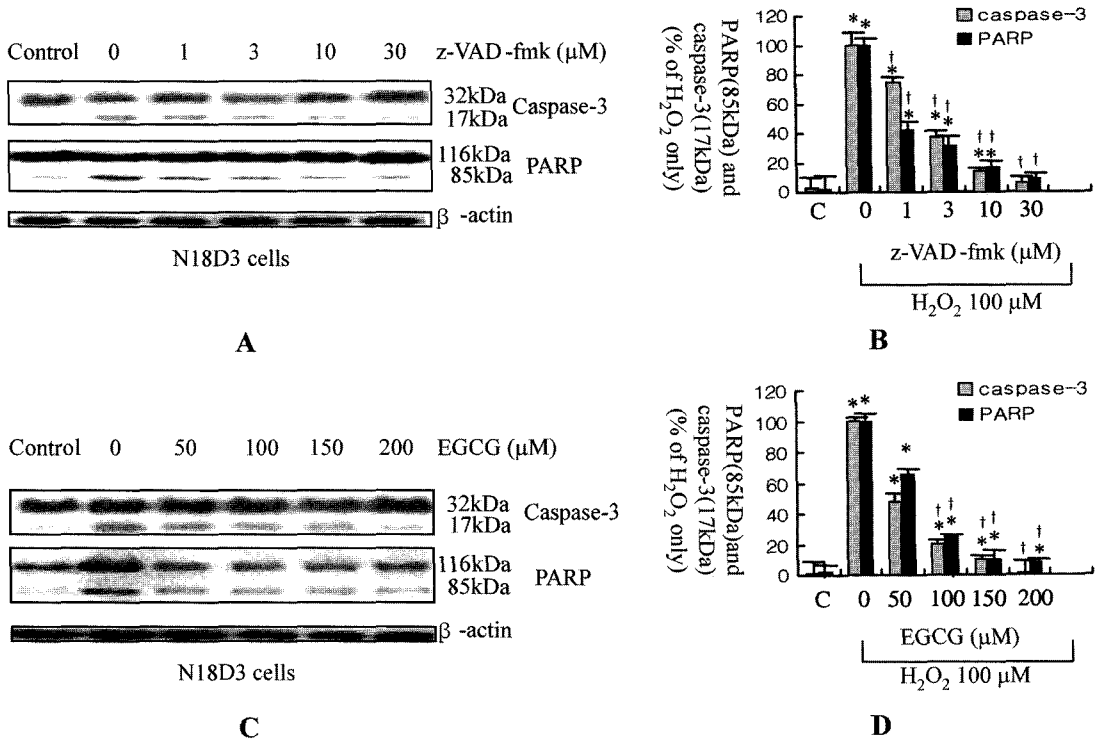 Control 0 1 3 10 30 z-VAD-fmk (μM)
32kDa
17kDa
Caspase-3
116kDa
85kDa
PARP
β-actin
N18D3 cells
A
PARP(85kDa) and
caspase-3(17kDa)
(% of H₂O₂ only)
120
100
80
60
40
20
0
caspase-3
PARP
* *
† *
† *
† * † *
† † * *
† †
C 0 1 3 10 30
z-VAD-fmk (μM)
H₂O₂ 100 μM
B
Control 0 50 100 150 200 EGCG (μM)
32kDa
17kDa
Caspase-3
116kDa
85kDa
PARP
β-actin
N18D3 cells
C
PARP(85kDa)and
caspase-3(17kDa)
(% of H₂O₂ only)
120
100
80
60
40
20
0
caspase-3
PARP
* *
* *
† * † *
† * † *
† † *
C 0 50 100 150 200
EGCG (μM)
H₂O₂ 100 μM
D